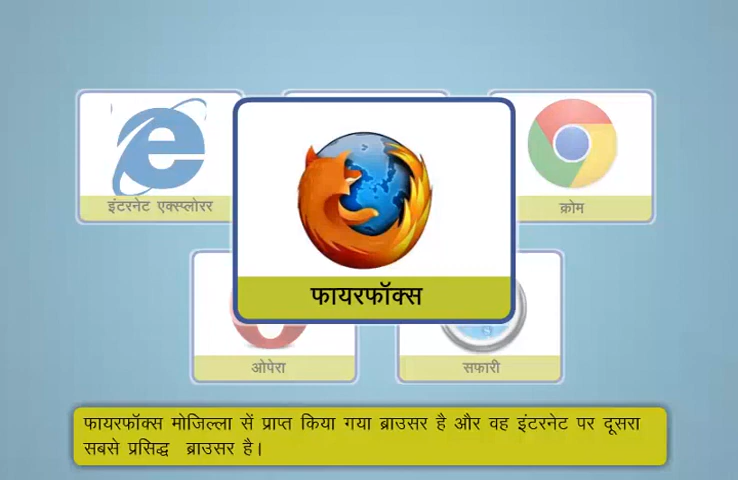 इंटरनेट एक्स्प्लोरर
क्रोम
फायरफॉक्स
ओपेरा
सफारी
फायरफॉक्स मोजिल्ला सें प्राप्त किया गया ब्राउसर है और वह इंटरनेट पर दूसरा
सबसे प्रसिद्ध ब्राउसर है।